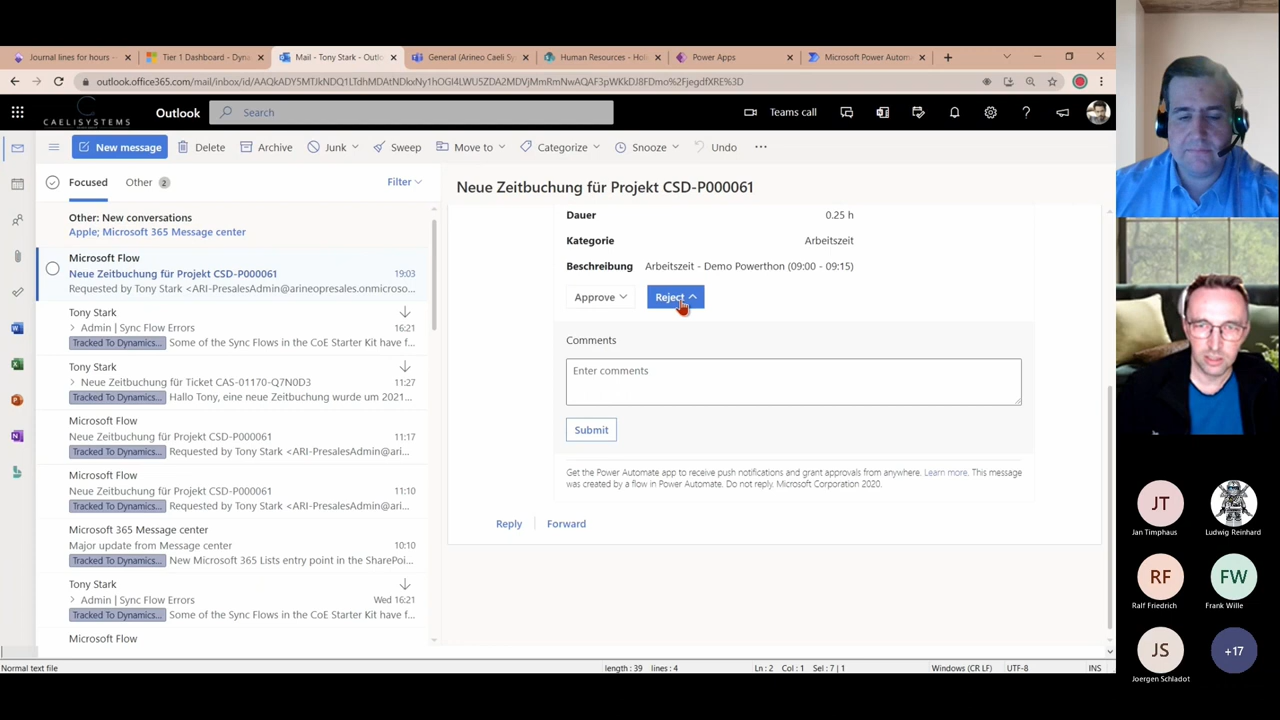 Journal lines for hours –
Tier 1 Dashboard - Dyna
Mail - Tony Stark - Outlo
General (Arineo Caeli Sy
Human Resources - Hol
Power Apps
Microsoft Power Automa
outlook.office365.com/mail/inbox/id/AAQkADY5MTJkNDQ1LTdhMDAtNDkxNy1hOGI4LWU5ZDA2MDVjMmRmNwAQAF3pWKkDJ8FDmo%2FjegdfXRE%3D
CAELISYSTEMS
Outlook
Search
Teams call
New message
Delete
Archive
Junk
Sweep
Move to
Categorize
Snooze
Undo
Focused
Other 2
Filter
Other: New conversations
Apple; Microsoft 365 Message center
Microsoft Flow
Neue Zeitbuchung für Projekt CSD-P000061 19:03
Requested by Tony Stark <ARI-PresalesAdmin@arineopresales.onmicroso...
Tony Stark
> Admin | Sync Flow Errors 16:21
Tracked To Dynamics... Some of the Sync Flows in the CoE Starter Kit have f...
Tony Stark
> Neue Zeitbuchung für Ticket CAS-01170-Q7N0D3 11:27
Tracked To Dynamics... Hallo Tony, eine neue Zeitbuchung wurde um 2021...
Microsoft Flow
Neue Zeitbuchung für Projekt CSD-P000061 11:17
Tracked To Dynamics... Requested by Tony Stark <ARI-PresalesAdmin@ari...
Microsoft Flow
Neue Zeitbuchung für Projekt CSD-P000061 11:10
Tracked To Dynamics... Requested by Tony Stark <ARI-PresalesAdmin@ari...
Microsoft 365 Message center
Major update from Message center 10:10
Tracked To Dynamics... New Microsoft 365 Lists entry point in the SharePoi...
Tony Stark
> Admin | Sync Flow Errors Wed 16:21
Tracked To Dynamics... Some of the Sync Flows in the CoE Starter Kit have f...
Microsoft Flow
Neue Zeitbuchung für Projekt CSD-P000061
Dauer 0.25 h
Kategorie Arbeitszeit
Beschreibung Arbeitszeit - Demo Powerthon (09:00 - 09:15)
Approve
Reject
Comments
Enter comments
Submit
Get the Power Automate app to receive push notifications and grant approvals from anywhere. Learn more. This message
was created by a flow in Power Automate. Do not reply. Microsoft Corporation 2020.
Reply
Forward
Normal text file
length : 39 lines : 4
Ln : 2 Col : 1 Sel : 7 | 1
Windows (CR LF)
UTF-8
INS
JT
Jan Timphaus
Ludwig Reinhard
RF
Ralf Friedrich
FW
Frank Wille
JS
Joergen Schladot
+17